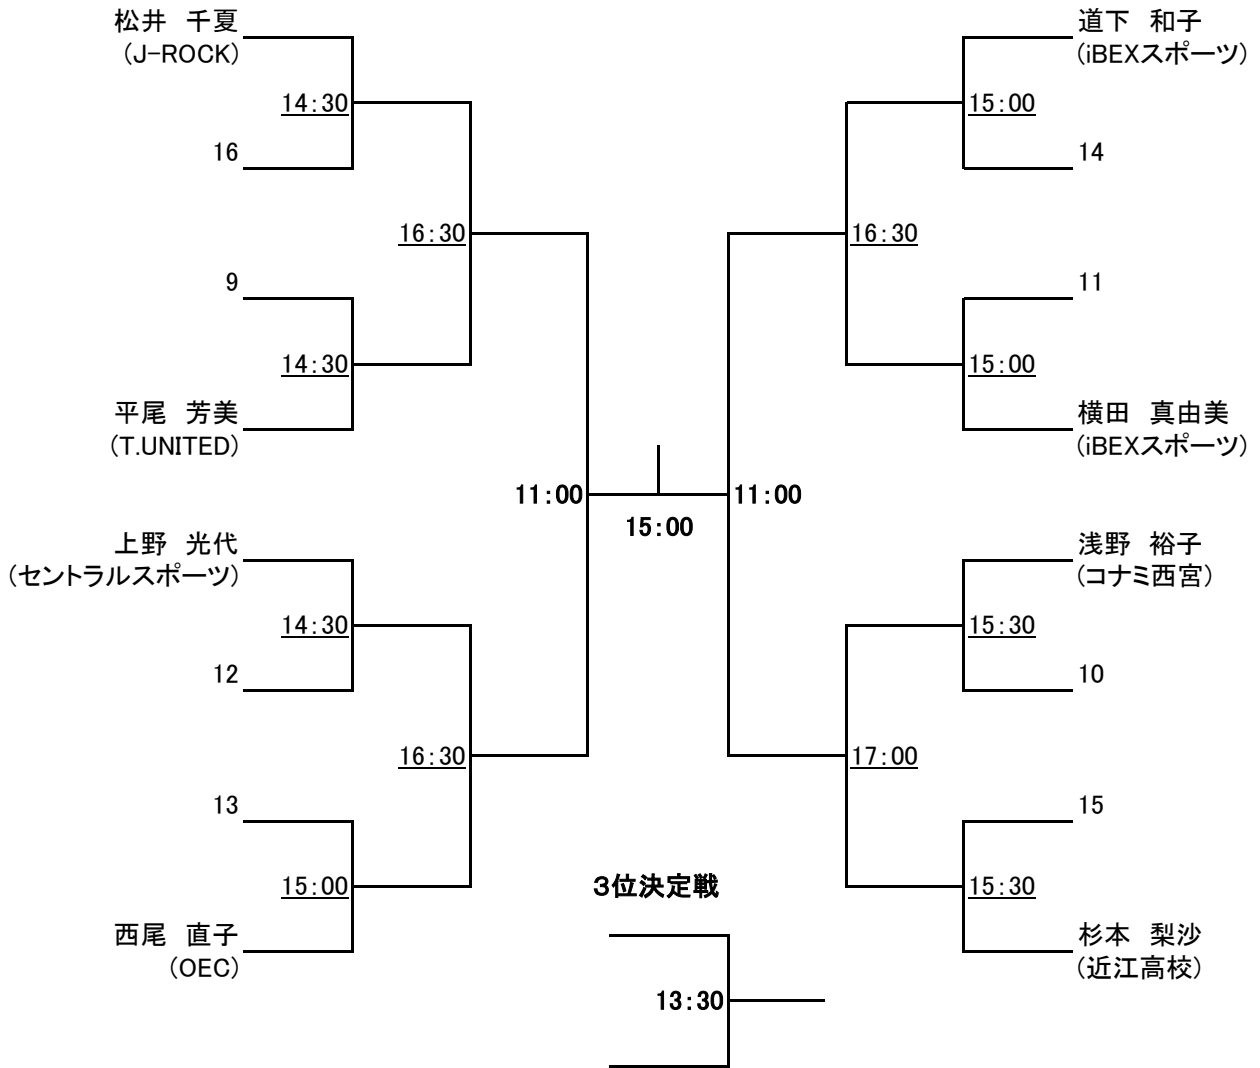 松井　千夏
(J-ROCK)
14:30
16
16:30
9
14:30
平尾　芳美
(T.UNITED)
11:00
上野　光代
(セントラルスポーツ)
14:30
12
16:30
13
15:00
西尾　直子
(OEC)
15:00
道下　和子
(iBEXスポーツ)
15:00
14
16:30
11
15:00
横田　真由美
(iBEXスポーツ)
11:00
浅野　裕子
(コナミ西宮)
15:30
10
17:00
15
15:30
杉本　梨沙
(近江高校)
３位決定戦
13:30